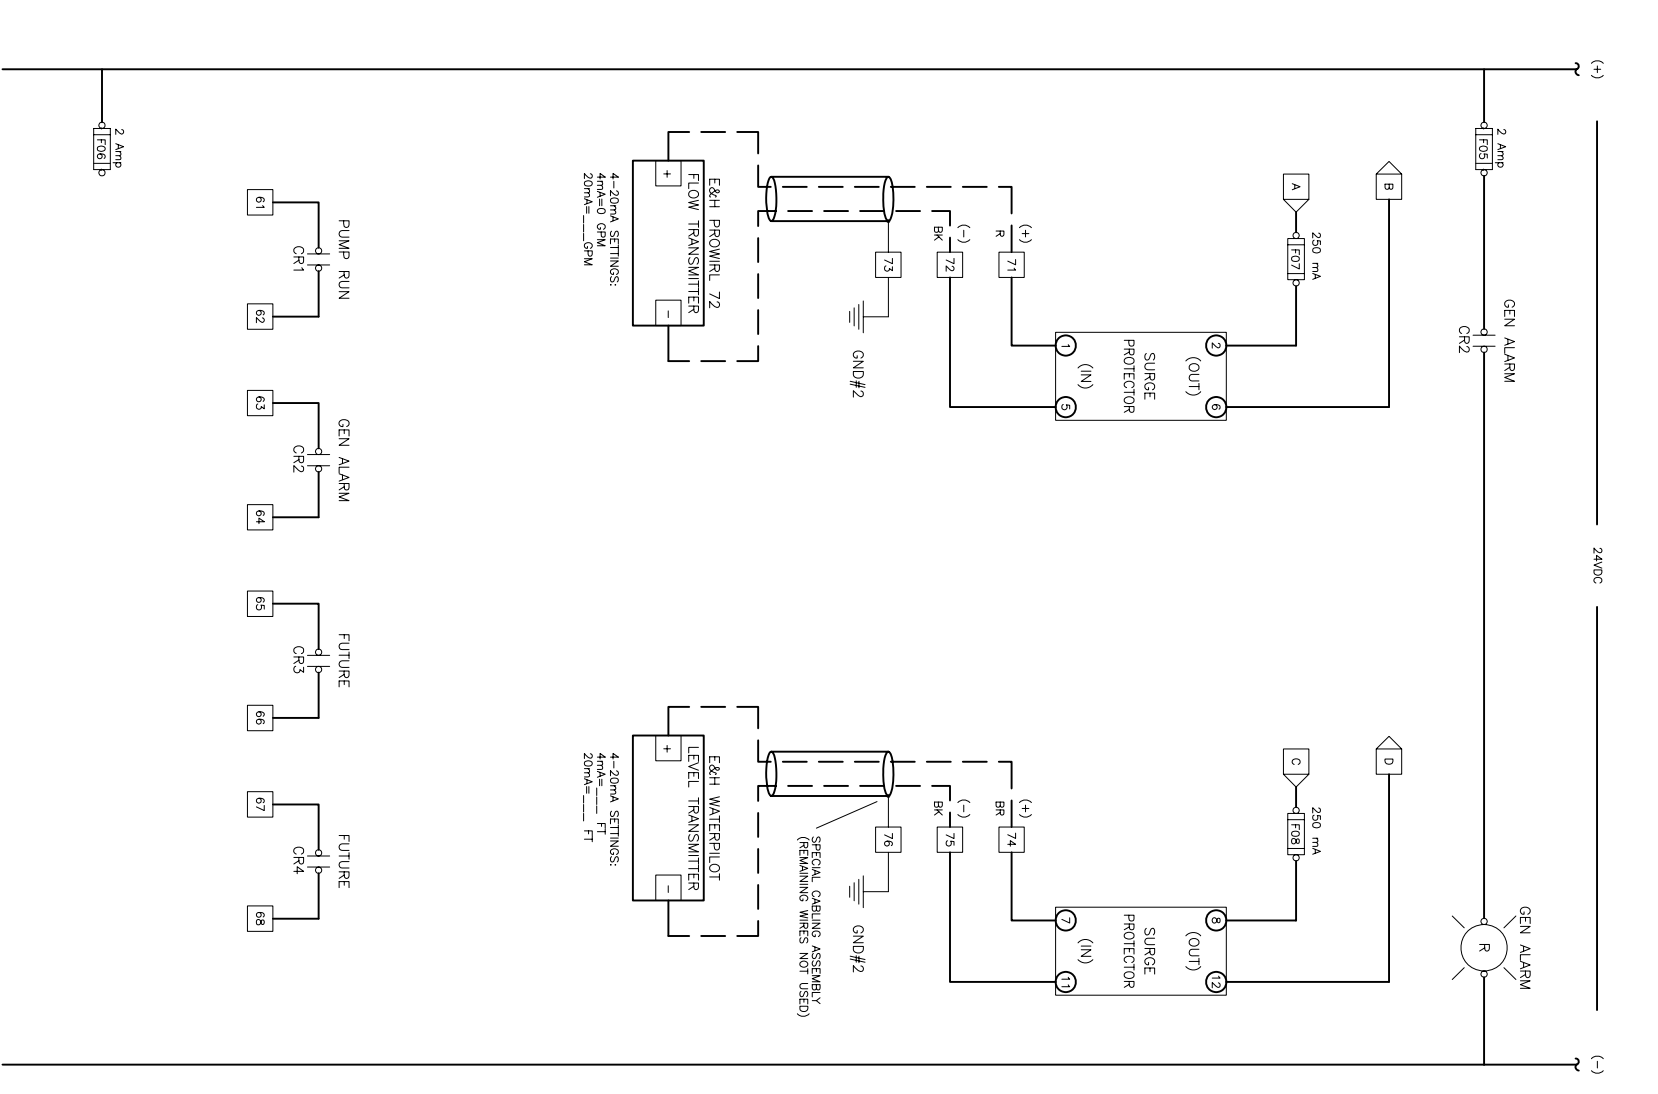 (+)
24VDC
(-)
2 Amp
F05
GEN ALARM
CR2
GEN ALARM
R
B
D
A
250 mA
F07
C
250 mA
F08
2
(OUT)
6
SURGE
PROTECTOR
1
(IN)
5
8
(OUT)
12
SURGE
PROTECTOR
7
(IN)
11
(+)
R
71
(-)
BK
72
73
GND#2
(+)
BR
74
(-)
BK
75
76
GND#2
SPECIAL CABLING ASSEMBLY
(REMAINING WIRES NOT USED)
E&H PROWIRL 72
FLOW TRANSMITTER
+
-
4-20mA SETTINGS:
4mA=0 GPM
20mA=____GPM
E&H WATERPILOT
LEVEL TRANSMITTER
+
-
4-20mA SETTINGS:
4mA=____ FT
20mA=____ FT
PUMP RUN
CR1
61
62
GEN ALARM
CR2
63
64
FUTURE
CR3
65
66
FUTURE
CR4
67
68
2 Amp
F06